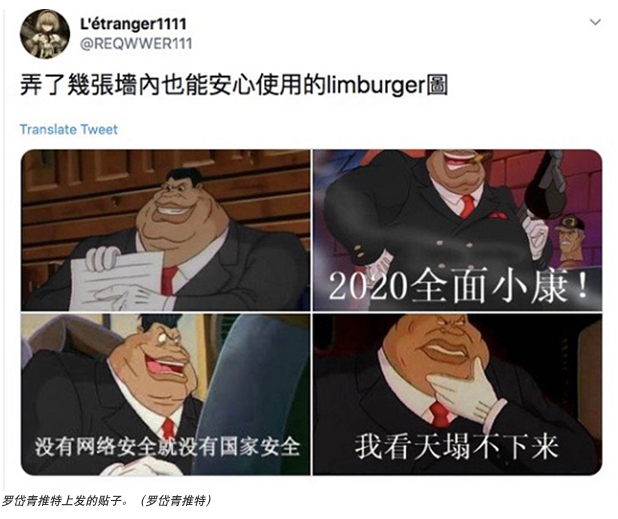 L'étranger1111
@REQWWER111
弄了幾張墻內也能安心使用的limburger圖
Translate Tweet
2020全面小康！
没有网络安全就没有国家安全
我看天塌不下来
罗岱青推特上发的贴子。（罗岱青推特）